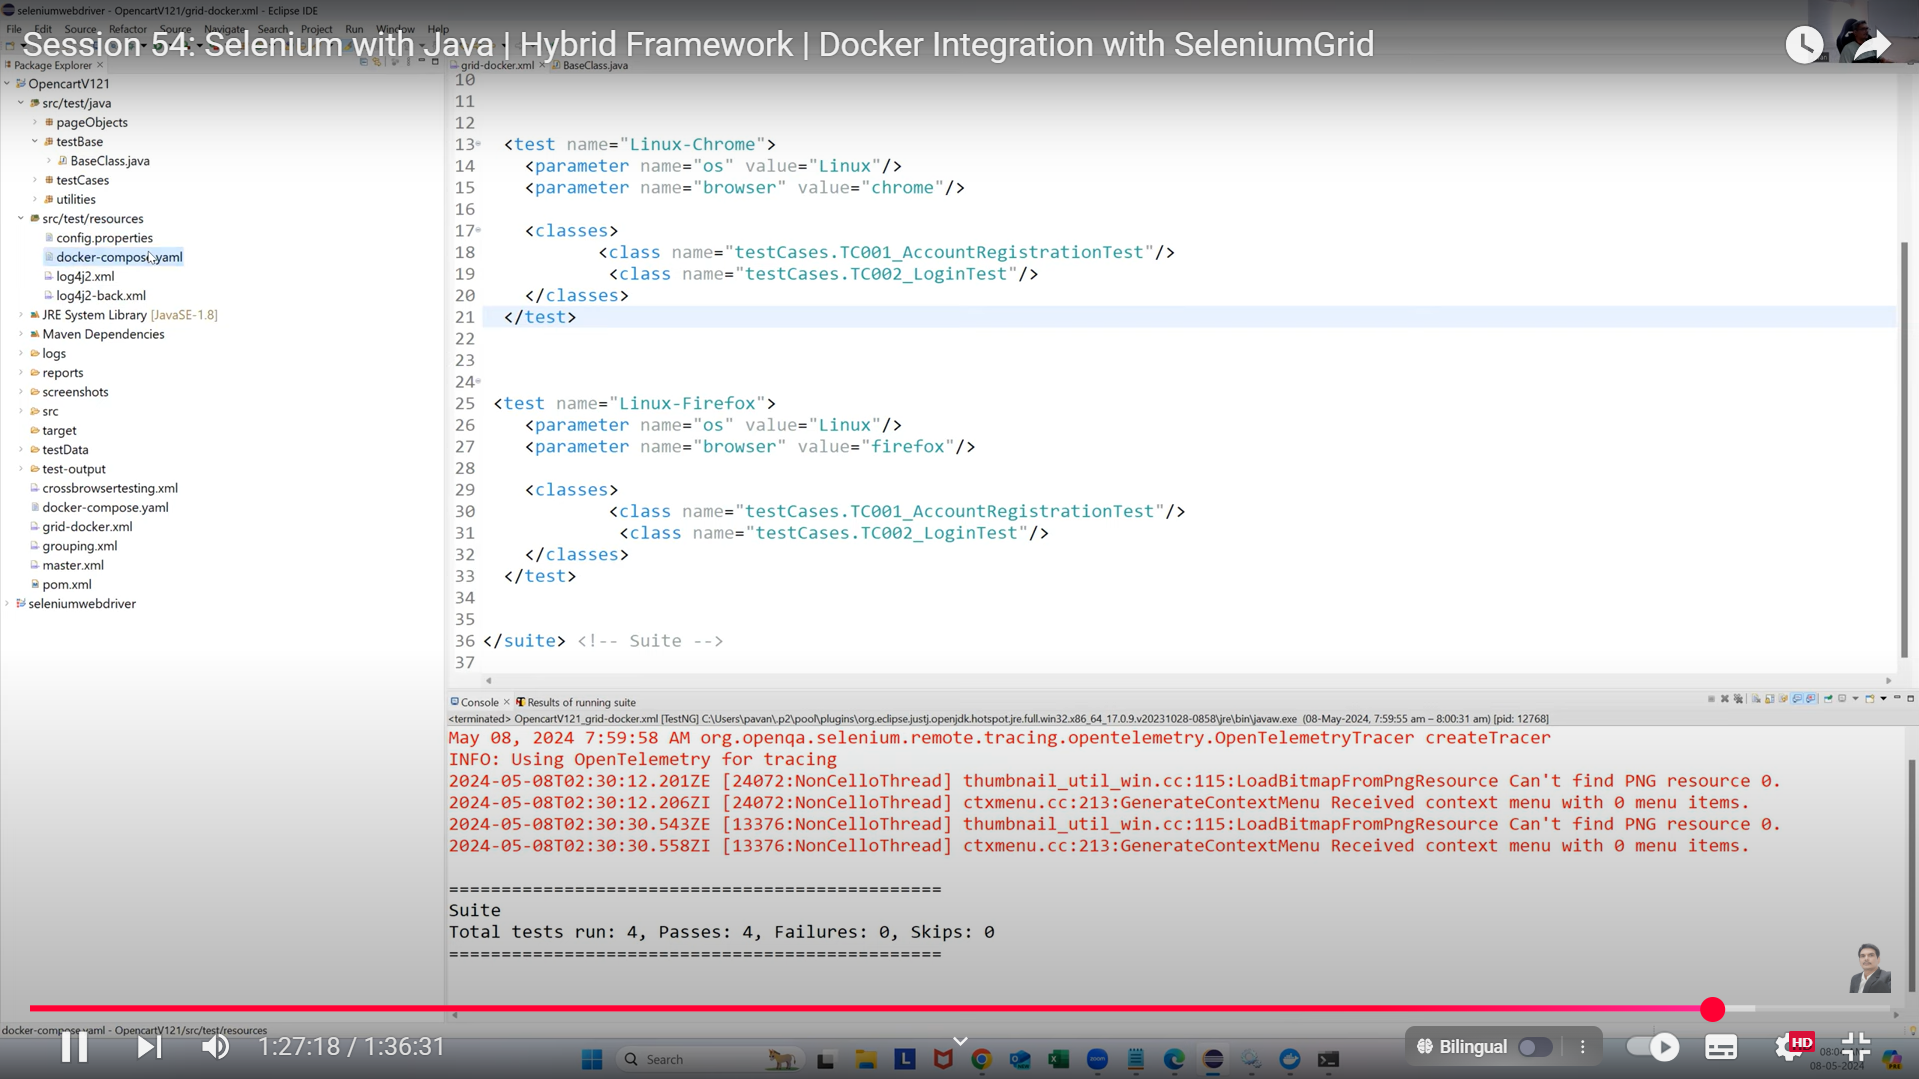 seleniumwebdriver - OpencartV121/grid-docker.xml - Eclipse IDE
File Edit Source Refactor Source Navigate Search Project Run Window Help
Session 54: Selenium with Java | Hybrid Framework | Docker Integration with SeleniumGrid
Package Explorer
OpencartV121
src/test/java
pageObjects
testBase
BaseClass.java
testCases
utilities
src/test/resources
config.properties
docker-compose.yaml
log4j2.xml
log4j2-back.xml
JRE System Library [JavaSE-1.8]
Maven Dependencies
logs
reports
screenshots
src
target
testData
test-output
crossbrowsertesting.xml
docker-compose.yaml
grid-docker.xml
grouping.xml
master.xml
pom.xml
seleniumwebdriver
grid-docker.xml BaseClass.java
10
11
12
13 <test name="Linux-Chrome">
14 <parameter name="os" value="Linux"/>
15 <parameter name="browser" value="chrome"/>
16
17 <classes>
18 <class name="testCases.TC001_AccountRegistrationTest"/>
19 <class name="testCases.TC002_LoginTest"/>
20 </classes>
21 </test>
22
23
24
25 <test name="Linux-Firefox">
26 <parameter name="os" value="Linux"/>
27 <parameter name="browser" value="firefox"/>
28
29 <classes>
30 <class name="testCases.TC001_AccountRegistrationTest"/>
31 <class name="testCases.TC002_LoginTest"/>
32 </classes>
33 </test>
34
35
36 </suite> <!-- Suite -->
37
Console Results of running suite
<terminated> OpencartV121_grid-docker.xml [TestNG] C:\Users\pavan\.p2\pool\plugins\org.eclipse.justj.openjdk.hotspot.jre.full.win32.x86_64_17.0.9.v20231028-0858\jre\bin\javaw.exe (08-May-2024, 7:59:55 am – 8:00:31 am) [pid: 12768]
May 08, 2024 7:59:58 AM org.openqa.selenium.remote.tracing.opentelemetry.OpenTelemetryTracer createTracer
INFO: Using OpenTelemetry for tracing
2024-05-08T02:30:12.201ZE [24072:NonCelloThread] thumbnail_util_win.cc:115:LoadBitmapFromPngResource Can't find PNG resource 0.
2024-05-08T02:30:12.206ZI [24072:NonCelloThread] ctxmenu.cc:213:GenerateContextMenu Received context menu with 0 menu items.
2024-05-08T02:30:30.543ZE [13376:NonCelloThread] thumbnail_util_win.cc:115:LoadBitmapFromPngResource Can't find PNG resource 0.
2024-05-08T02:30:30.558ZI [13376:NonCelloThread] ctxmenu.cc:213:GenerateContextMenu Received context menu with 0 menu items.
===============================================
Suite
Total tests run: 4, Passes: 4, Failures: 0, Skips: 0
===============================================
docker-compose.yaml - OpencartV121/src/test/resources
1:27:18 / 1:36:31
Search
Bilingual
HD
08-05-2024